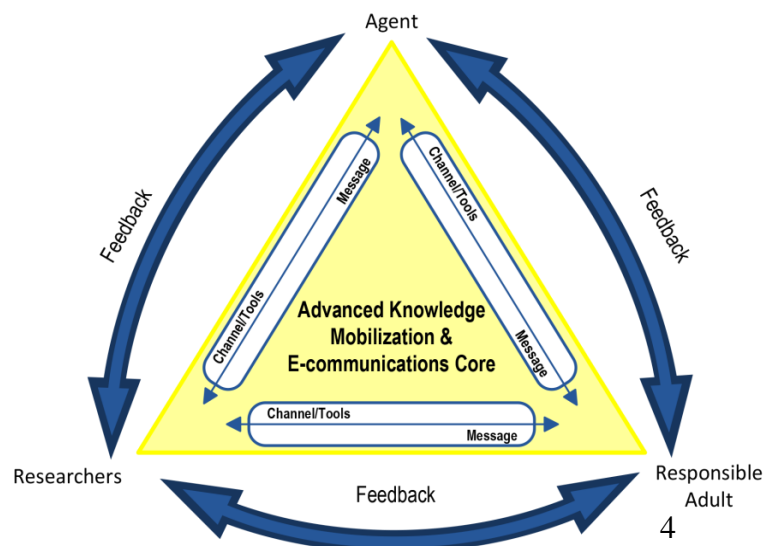 Agent
Feedback
Feedback
Message
Channel/Tools
Channel/Tools
Message
Advanced Knowledge
Mobilization &
E-communications Core
Channel/Tools
Message
Researchers
Feedback
Responsible
Adult
4